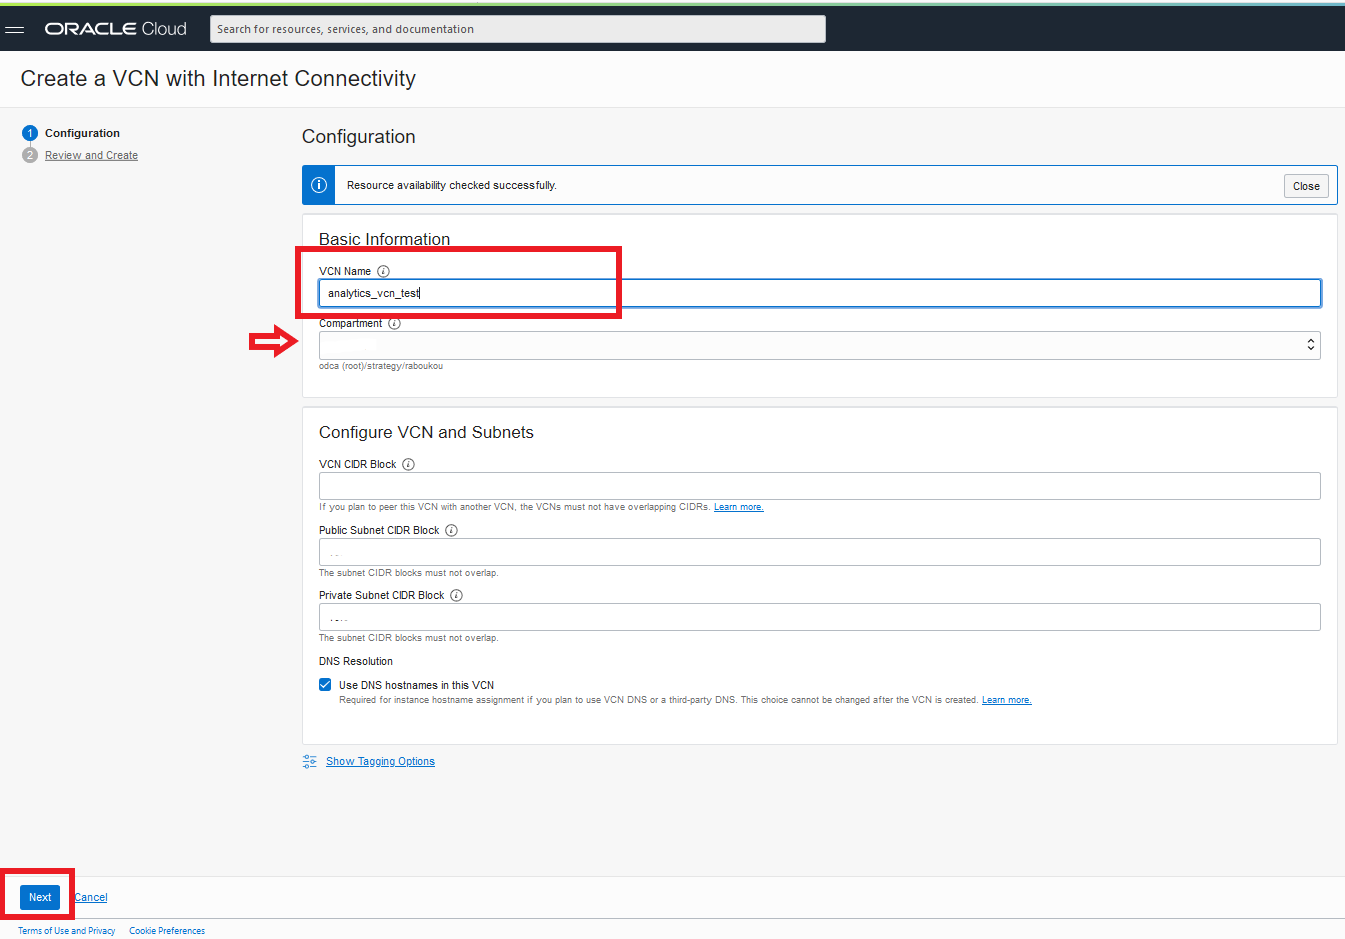 ORACLE Cloud
Search for resources, services, and documentation
Create a VCN with Internet Connectivity
1 Configuration
2 Review and Create
Configuration
Resource availability checked successfully.
Close
Basic Information
VCN Name
analytics_vcn_test
Compartment
odca (root)/strategy/raboukou
Configure VCN and Subnets
VCN CIDR Block
If you plan to peer this VCN with another VCN, the VCNs must not have overlapping CIDRs. Learn more.
Public Subnet CIDR Block
The subnet CIDR blocks must not overlap.
Private Subnet CIDR Block
The subnet CIDR blocks must not overlap.
DNS Resolution
Use DNS hostnames in this VCN
Required for instance hostname assignment if you plan to use VCN DNS or a third-party DNS. This choice cannot be changed after the VCN is created. Learn more.
Show Tagging Options
Next Cancel
Terms of Use and Privacy Cookie Preferences